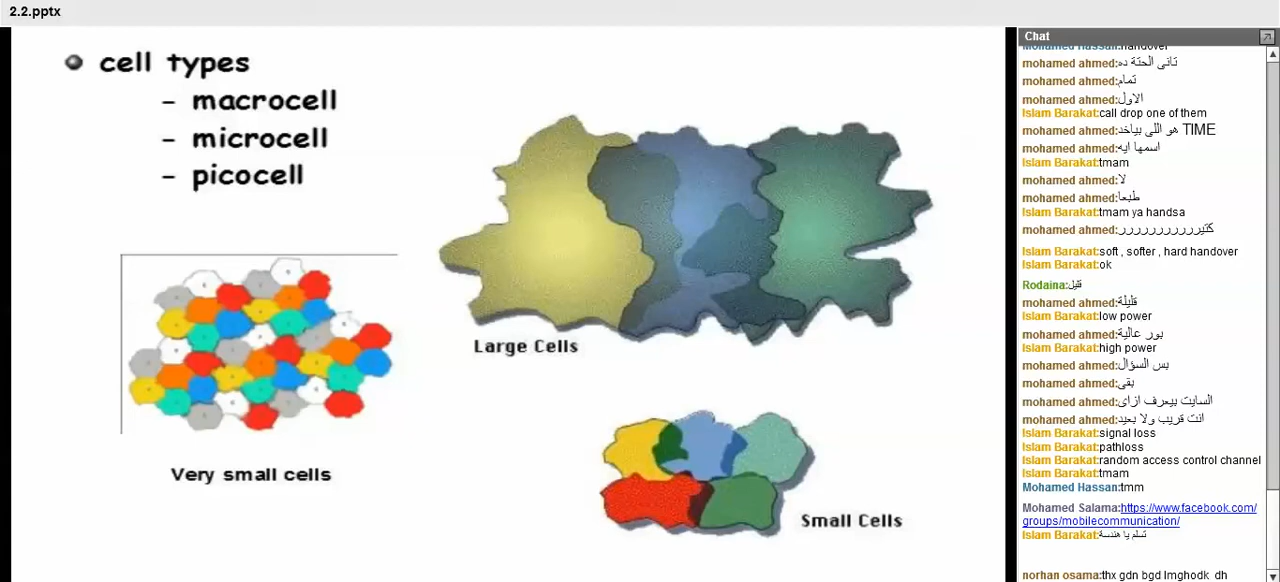 2.2.pptx
cell types
- macrocell
- microcell
- picocell
Large Cells
Very small cells
Small Cells
Chat
Mohamed Hassan:handover
mohamed ahmed:تانى الحتة ده
mohamed ahmed:تمام
mohamed ahmed:الاول
Islam Barakat:call drop one of them
mohamed ahmed:هو اللى بياخد TIME
mohamed ahmed:اسمها ايه
Islam Barakat:tmam
mohamed ahmed:لا
mohamed ahmed:طبعا
Islam Barakat:tmam ya handsa
mohamed ahmed:كتيرررررررررررر
Islam Barakat:soft , softer , hard handover
Islam Barakat:ok
Rodaina:قليل
mohamed ahmed:قليلة
Islam Barakat:low power
mohamed ahmed:بور عالية
Islam Barakat:high power
mohamed ahmed:بس السؤال
mohamed ahmed:بقى
mohamed ahmed:السايت بيعرف ازاى
mohamed ahmed:انت قريب ولا بعيد
Islam Barakat:signal loss
Islam Barakat:pathloss
Islam Barakat:random access control channel
Islam Barakat:tmam
Mohamed Hassan:tmm
Mohamed Salama:https://www.facebook.com/
groups/mobilecommunication/
Islam Barakat:تسلم يا هندسة
norhan osama:thx gdn bgd lmghodk dh